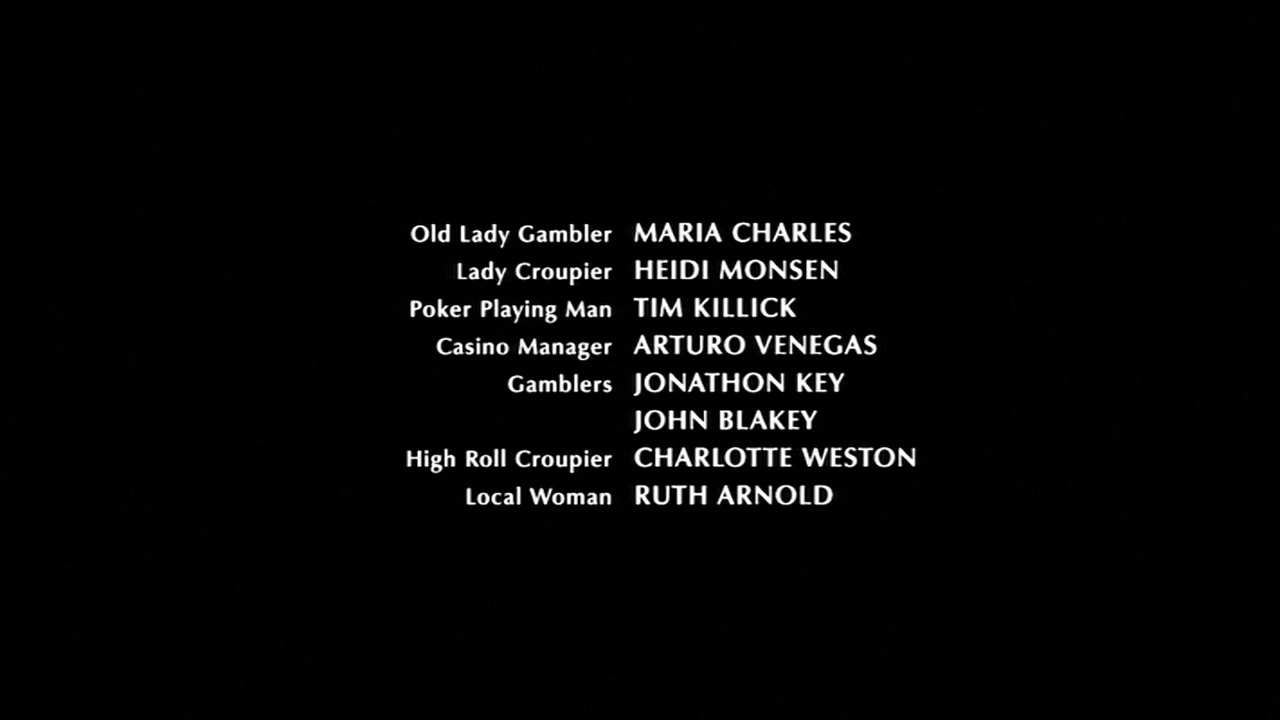 Old Lady Gambler MARIA CHARLES
Lady Croupier HEIDI MONSEN
Poker Playing Man TIM KILLICK
Casino Manager ARTURO VENEGAS
Gamblers JONATHON KEY
JOHN BLAKEY
High Roll Croupier CHARLOTTE WESTON
Local Woman RUTH ARNOLD